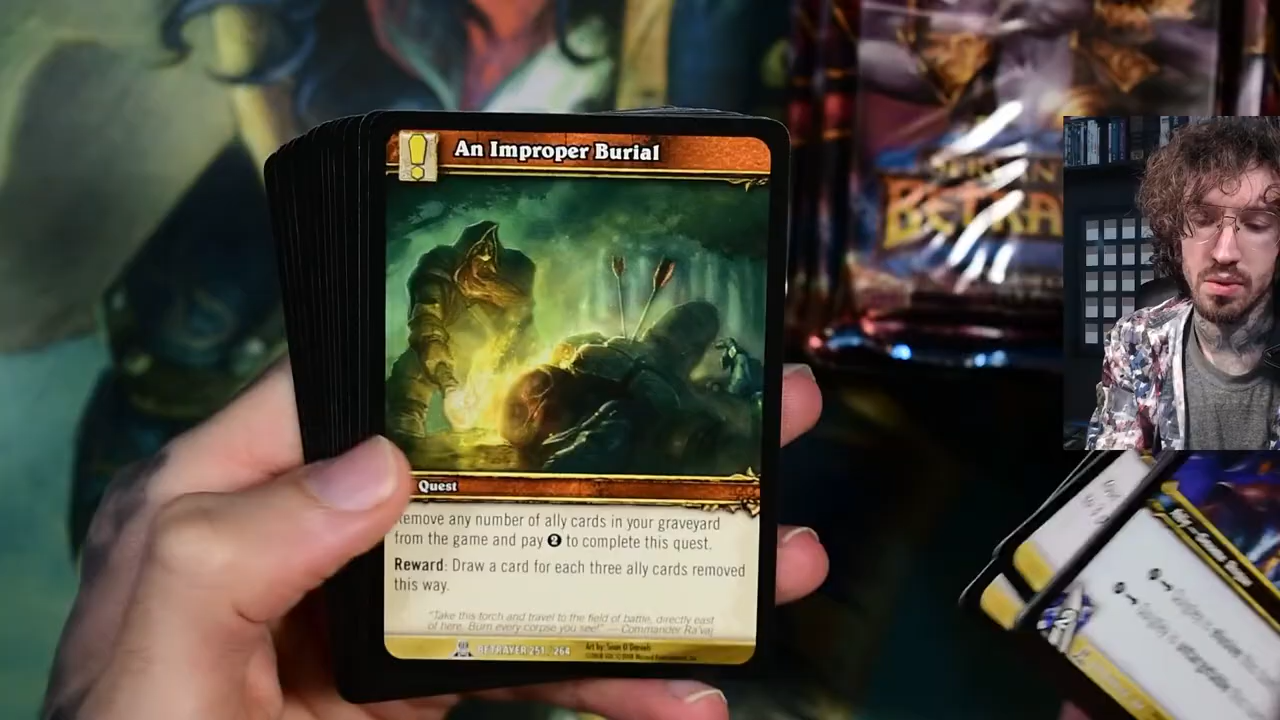 An Improper Burial
Quest
Remove any number of ally cards in your graveyard
from the game and pay 2 to complete this quest.
Reward: Draw a card for each three ally cards removed
this way.
"Take this torch and travel to the field of battle, directly east
of here. Burn every corpse you see!" — Commander Ra'vaj
BETRAYER 251 / 264
Art by:
BETRA